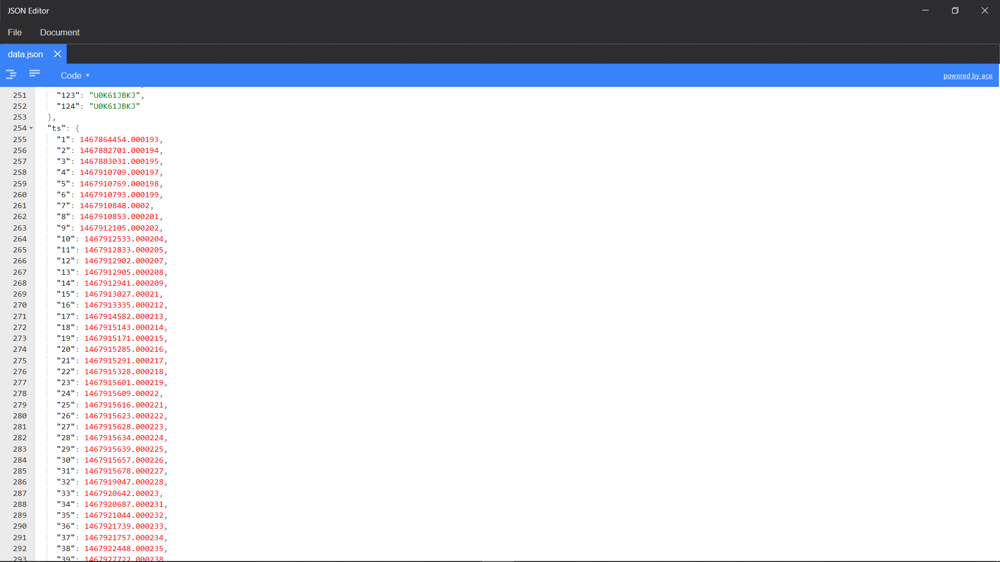 JSON Editor
File Document
data.json
Code
powered by ace
251 "123": "U0K61JBKJ",
252 "124": "U0K61JBKJ"
253 },
254 "ts": {
255 "1": 1467864454.000193,
256 "2": 1467882701.000194,
257 "3": 1467883031.000195,
258 "4": 1467910709.000197,
259 "5": 1467910769.000198,
260 "6": 1467910793.000199,
261 "7": 1467910848.0002,
262 "8": 1467910853.000201,
263 "9": 1467912105.000202,
264 "10": 1467912533.000204,
265 "11": 1467912833.000205,
266 "12": 1467912902.000207,
267 "13": 1467912905.000208,
268 "14": 1467912941.000209,
269 "15": 1467913027.00021,
270 "16": 1467913335.000212,
271 "17": 1467914582.000213,
272 "18": 1467915143.000214,
273 "19": 1467915171.000215,
274 "20": 1467915285.000216,
275 "21": 1467915291.000217,
276 "22": 1467915328.000218,
277 "23": 1467915601.000219,
278 "24": 1467915609.00022,
279 "25": 1467915616.000221,
280 "26": 1467915623.000222,
281 "27": 1467915628.000223,
282 "28": 1467915634.000224,
283 "29": 1467915639.000225,
284 "30": 1467915657.000226,
285 "31": 1467915678.000227,
286 "32": 1467919047.000228,
287 "33": 1467920642.00023,
288 "34": 1467920687.000231,
289 "35": 1467921044.000232,
290 "36": 1467921739.000233,
291 "37": 1467921757.000234,
292 "38": 1467922448.000235,
293 "39": 1467927722.000238